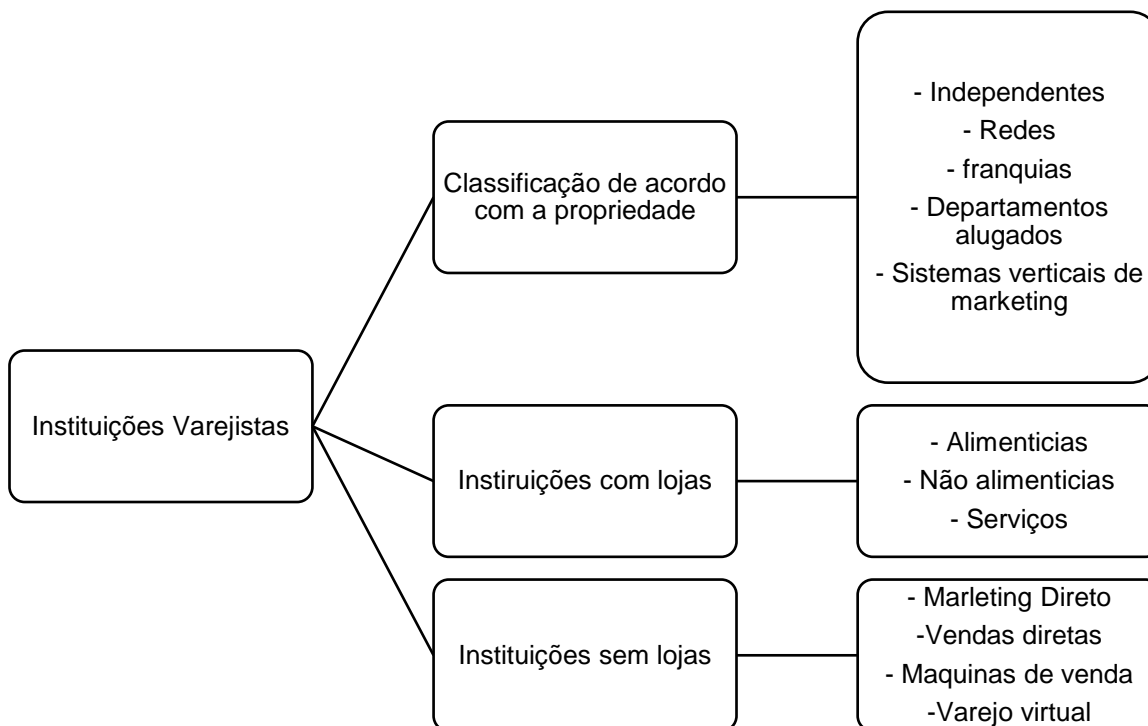 Instituições Varejistas
Classificação de acordo
com a propriedade
- Independentes
- Redes
- franquias
- Departamentos
alugados
- Sistemas verticais de
marketing
Instiruições com lojas
- Alimenticias
- Não alimenticias
- Serviços
Instituições sem lojas
- Marleting Direto
-Vendas diretas
- Maquinas de venda
-Varejo virtual